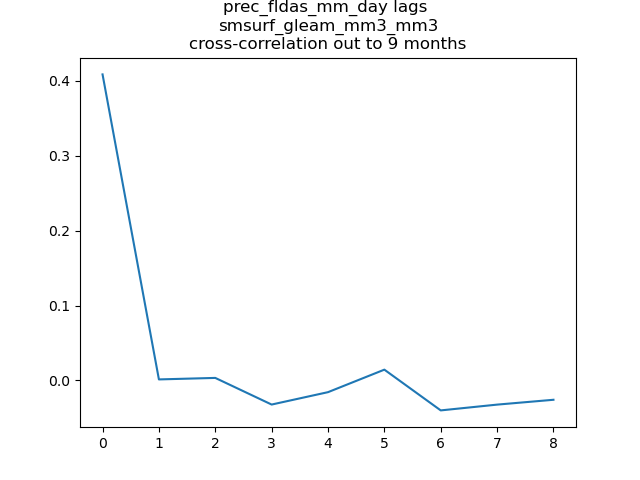 prec_fldas_mm_day lags
smsurf_gleam_mm3_mm3
cross-correlation out to 9 months
0.4
0.3
0.2
0.1
0.0
0 1 2 3 4 5 6 7 8